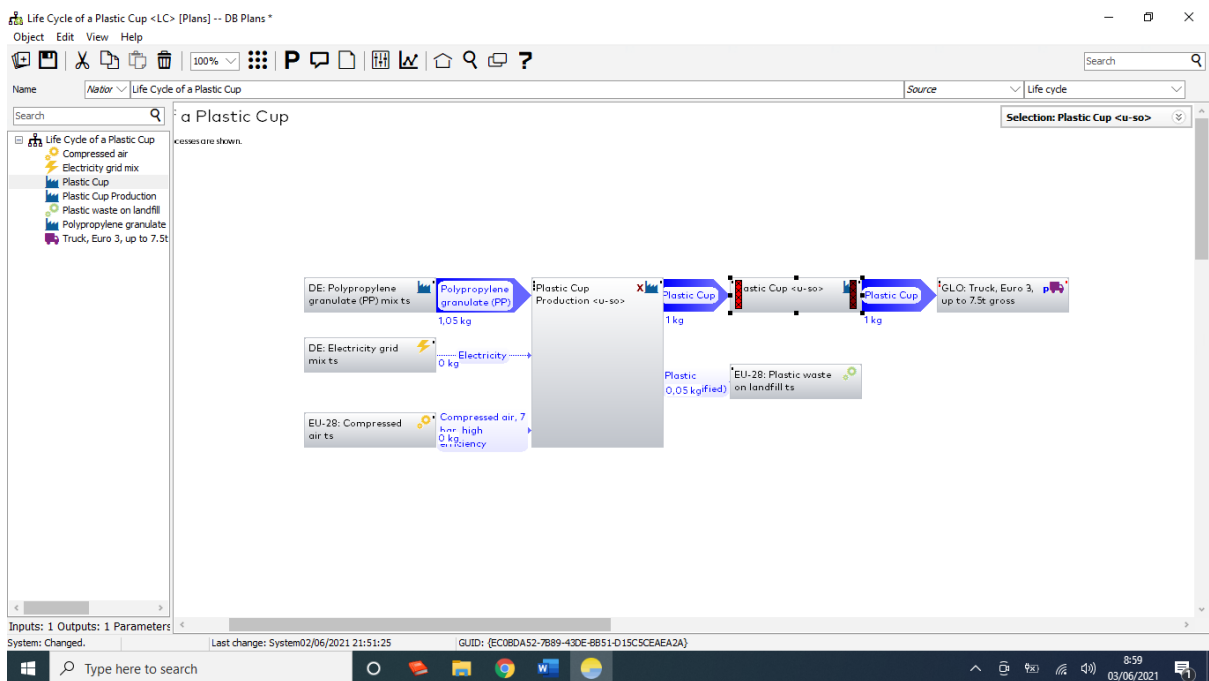 Life Cycle of a Plastic Cup <LC> [Plans] -- DB Plans *
Object Edit View Help
100% P ? Search
Name Nation Life Cycle of a Plastic Cup Source Life cycle
Search
a Plastic Cup
Selection: Plastic Cup <u-so>
cesses are shown.
Life Cycle of a Plastic Cup
Compressed air
Electricity grid mix
Plastic Cup
Plastic Cup Production
Plastic waste on landfill
Polypropylene granulate
Truck, Euro 3, up to 7.5t
DE: Polypropylene
granulate (PP) mix ts
Polypropylene
granulate (PP)
1,05 kg
Plastic Cup
Production <u-so>
X
Plastic Cup
1 kg
astic Cup <u-so>
Plastic Cup
1 kg
GLO: Truck, Euro 3,
up to 7.5t gross
P
DE: Electricity grid
mix ts
Electricity
0 kg
Plastic
0,05 kg ified)
EU-28: Plastic waste
on landfill ts
EU-28: Compressed
air ts
Compressed air, 7
bar, high
0 kg
Inputs: 1 Outputs: 1 Parameters
System: Changed. Last change: System02/06/2021 21:51:25 GUID: {EC0BDA52-7B89-43DE-BB51-D15C5CEAEA2A}
Type here to search
8:59
03/06/2021
1